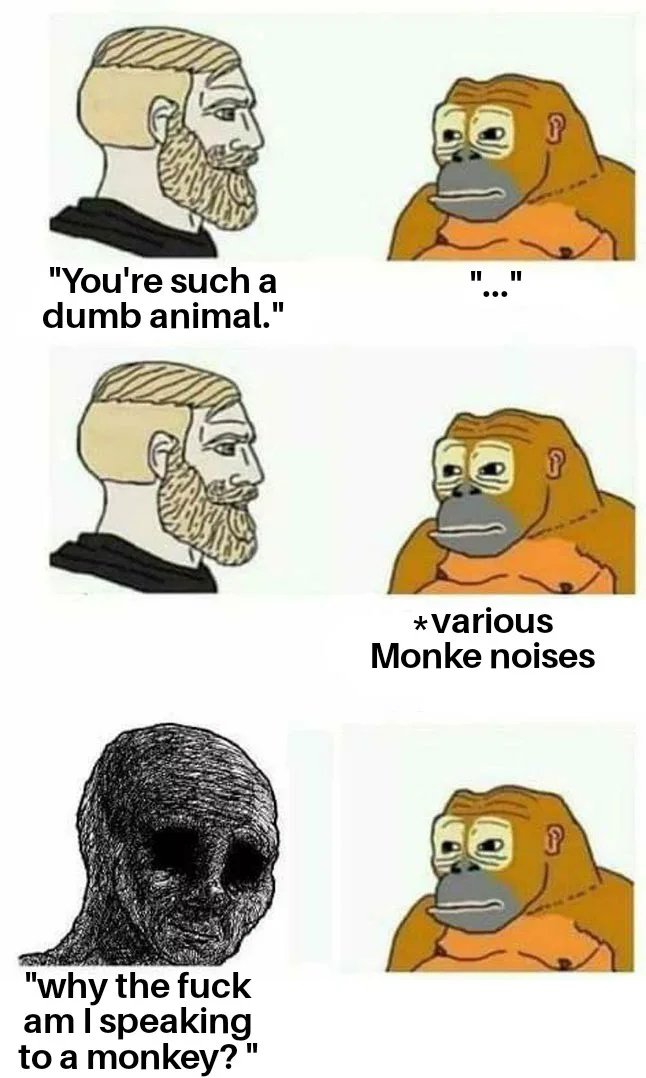 "You're such a
dumb animal."
"..."
*various
Monke noises
"why the fuck
am I speaking
to a monkey? "